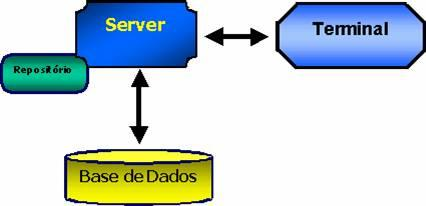 Server
Terminal
Repositório
Base de Dados